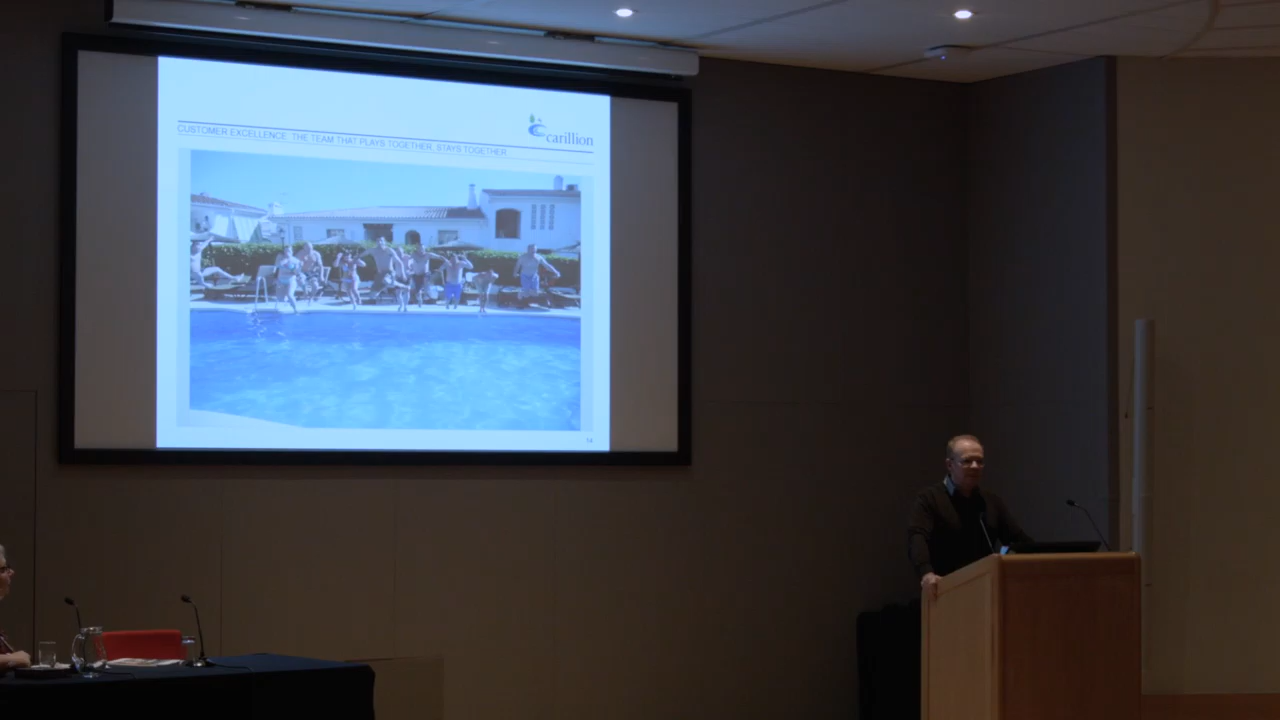 carillion
CUSTOMER EXCELLENCE: THE TEAM THAT PLAYS TOGETHER, STAYS TOGETHER
14